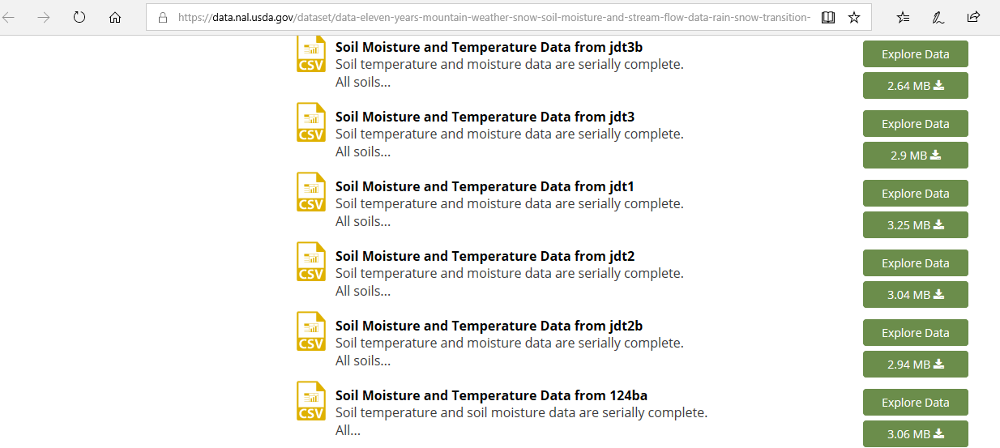 https://data.nal.usda.gov/dataset/data-eleven-years-mountain-weather-snow-soil-moisture-and-stream-flow-data-rain-snow-transition-
CSV
Soil Moisture and Temperature Data from jdt3b
Soil temperature and moisture data are serially complete.
All soils...
Explore Data
2.64 MB
CSV
Soil Moisture and Temperature Data from jdt3
Soil temperature and moisture data are serially complete.
All soils...
Explore Data
2.9 MB
CSV
Soil Moisture and Temperature Data from jdt1
Soil temperature and moisture data are serially complete.
All soils...
Explore Data
3.25 MB
CSV
Soil Moisture and Temperature Data from jdt2
Soil temperature and moisture data are serially complete.
All soils...
Explore Data
3.04 MB
CSV
Soil Moisture and Temperature Data from jdt2b
Soil temperature and moisture data are serially complete.
All soils...
Explore Data
2.94 MB
CSV
Soil Moisture and Temperature Data from 124ba
Soil temperature and soil moisture data are serially complete.
All...
Explore Data
3.06 MB